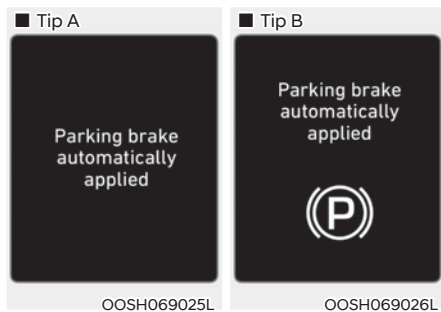 ■ Tip A
Parking brake
automatically
applied
OOSH069025L
■ Tip B
Parking brake
automatically
applied
P
OOSH069026L